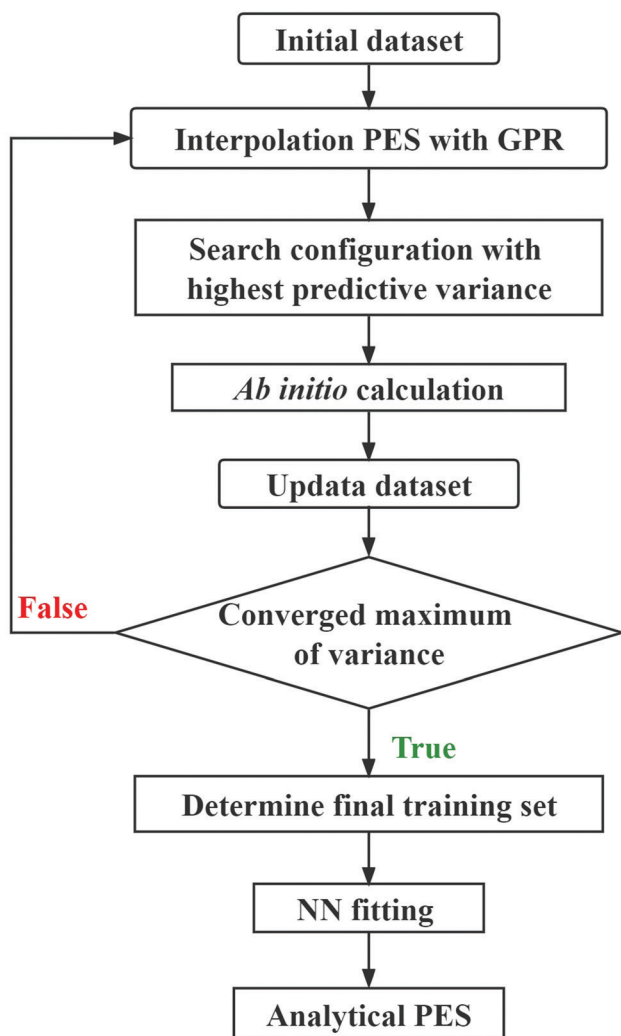 Initial dataset
Interpolation PES with GPR
Search configuration with
highest predictive variance
Ab initio calculation
Updata dataset
False
Converged maximum
of variance
True
Determine final training set
NN fitting
Analytical PES